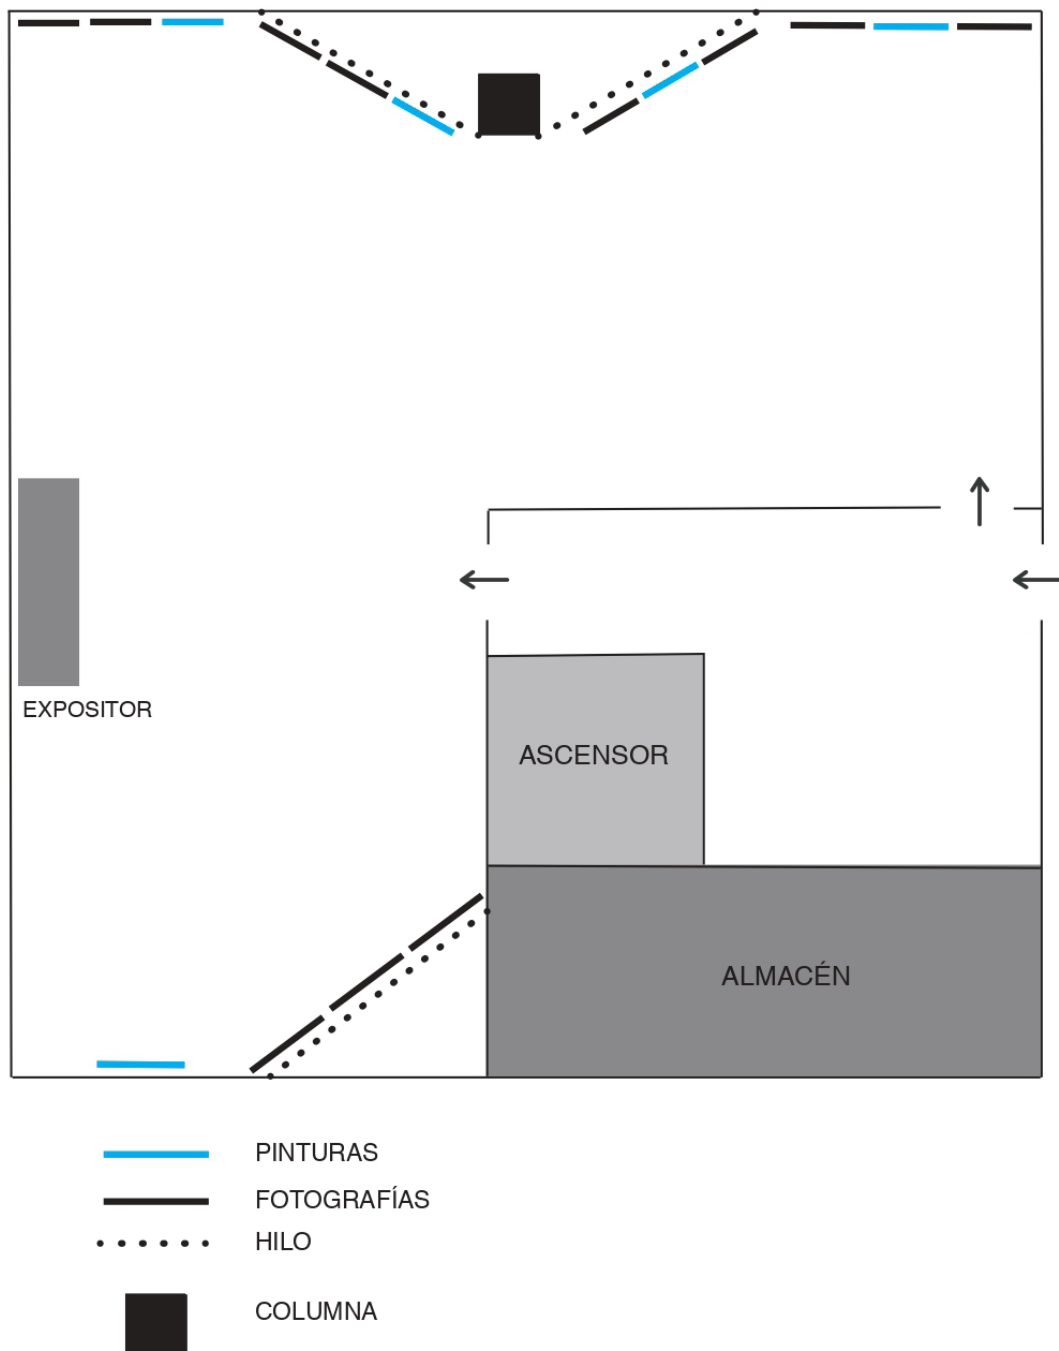 EXPOSITOR
ASCENSOR
ALMACÉN
PINTURAS
FOTOGRAFÍAS
HILO
COLUMNA